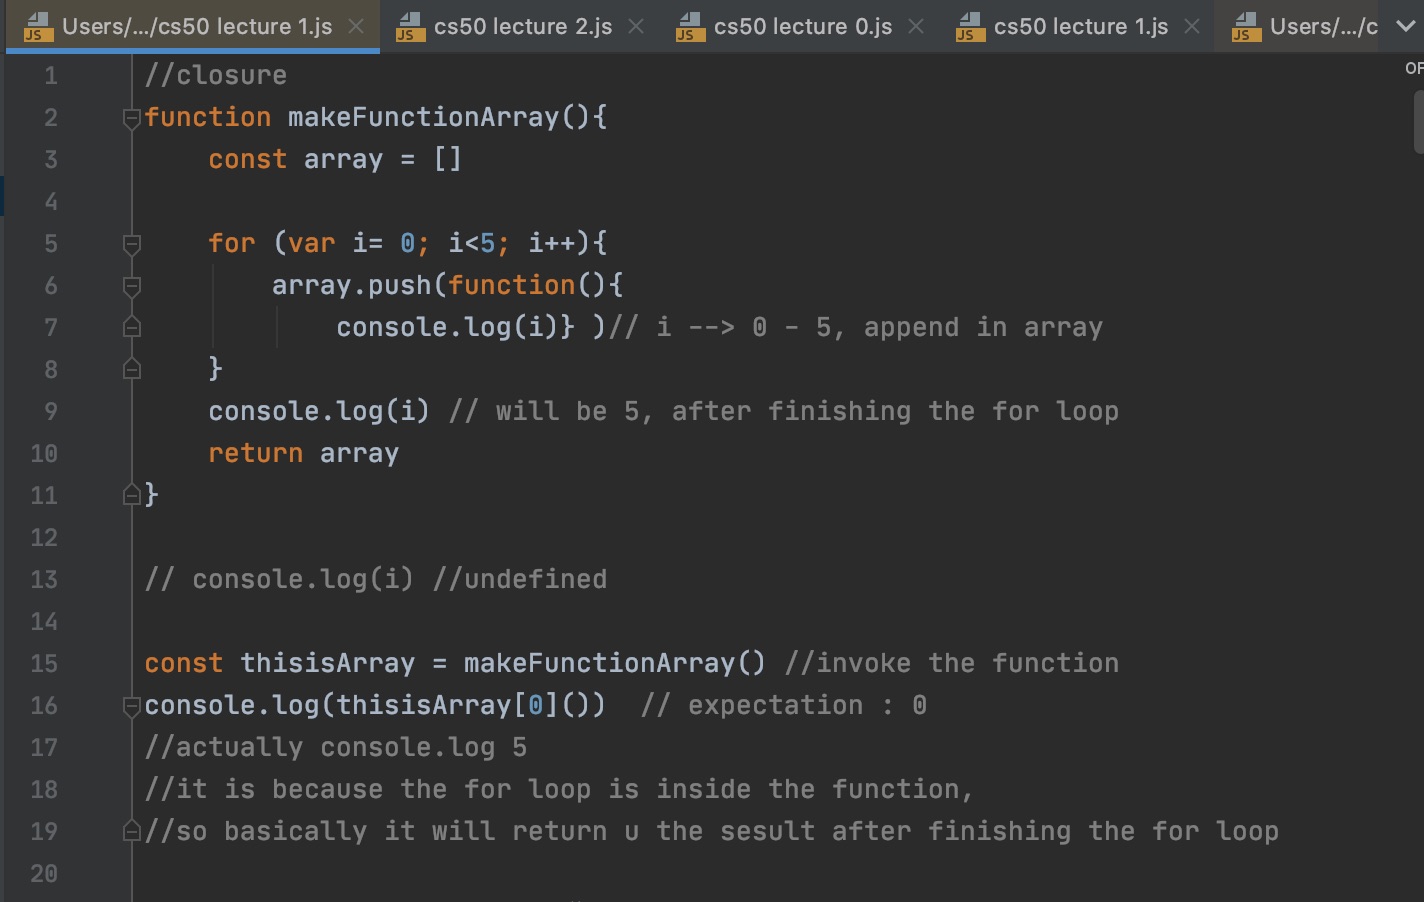 JS Users/.../cs50 lecture 1.js JS cs50 lecture 2.js JS cs50 lecture 0.js JS cs50 lecture 1.js JS Users/.../c
OF
1 //closure
2 function makeFunctionArray(){
3     const array = []
4
5     for (var i= 0; i<5; i++){
6         array.push(function(){
7             console.log(i)} )// i --> 0 - 5, append in array
8     }
9     console.log(i) // will be 5, after finishing the for loop
10     return array
11 }
12
13 // console.log(i) //undefined
14
15 const thisisArray = makeFunctionArray() //invoke the function
16 console.log(thisisArray[0]())  // expectation : 0
17 //actually console.log 5
18 //it is because the for loop is inside the function,
19 //so basically it will return u the sesult after finishing the for loop
20